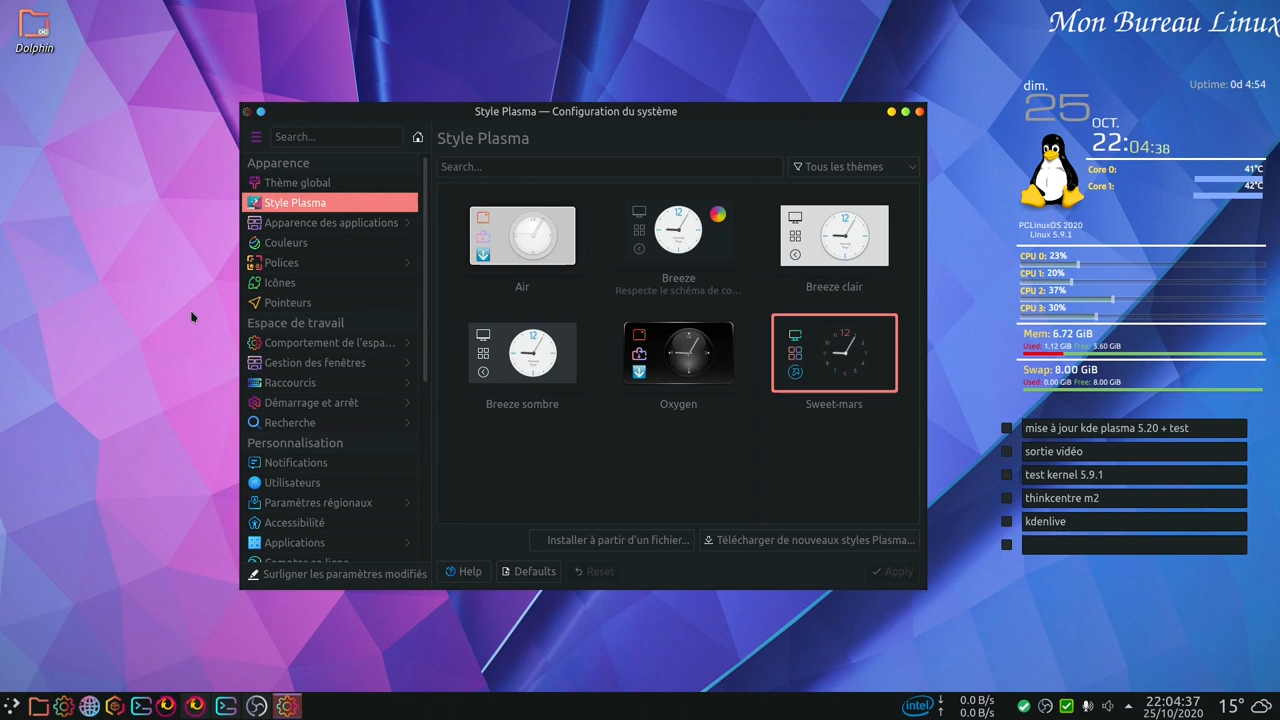 Dolphin
Mon Bureau Linux
dim.
25
OCT.
22:04:38
Uptime: 0d 4:54
Core 0: 41°C
Core 1: 42°C
PCLinuxOS 2020
Linux 5.9.1
CPU 0: 23%
CPU 1: 20%
CPU 2: 37%
CPU 3: 30%
Mem: 6.72 GiB
Used: 1.12 GiB Free: 5.60 GiB
Swap: 8.00 GiB
Used: 0.00 GiB Free: 8.00 GiB
mise à jour kde plasma 5.20 + test
sortie vidéo
test kernel 5.9.1
thinkcentre m2
kdenlive
Style Plasma — Configuration du système
Search...
Apparence
Thème global
Style Plasma
Apparence des applications
Couleurs
Polices
Icônes
Pointeurs
Espace de travail
Comportement de l'espa...
Gestion des fenêtres
Raccourcis
Démarrage et arrêt
Recherche
Personnalisation
Notifications
Utilisateurs
Paramètres régionaux
Accessibilité
Applications
Surligner les paramètres modifiés
Style Plasma
Search...
Tous les thèmes
12
12
Air
Breeze
Respecte le schéma de co...
Breeze clair
12
12
Breeze sombre
Oxygen
Sweet-mars
Installer à partir d'un fichier...
Télécharger de nouveaux styles Plasma...
Help
Defaults
Reset
Apply
intel
0.0 B/s
0.0 B/s
22:04:37
25/10/2020
15°